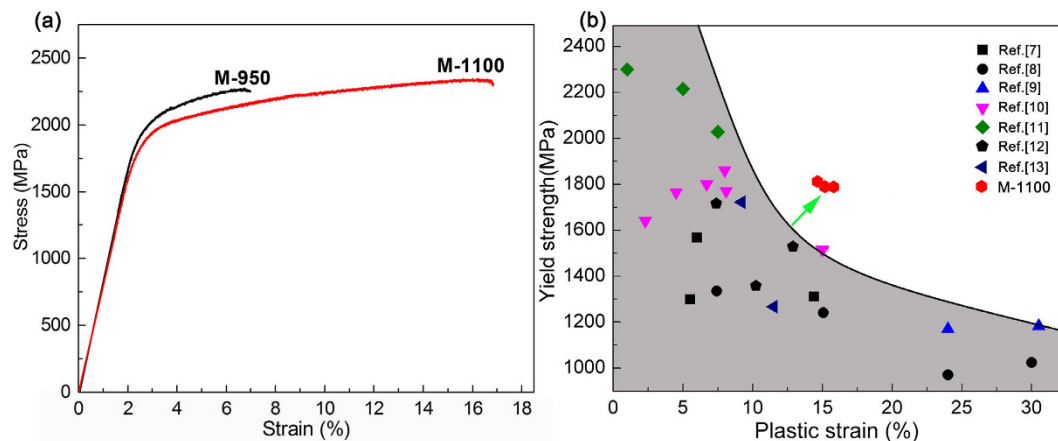 (a)
M-950
M-1100
2500
2000
1500
1000
500
0
Stress (MPa)
0 2 4 6 8 10 12 14 16 18
Strain (%)
(b)
2400
2200
2000
1800
1600
1400
1200
1000
Yield strength(MPa)
Ref.[7]
Ref.[8]
Ref.[9]
Ref.[10]
Ref.[11]
Ref.[12]
Ref.[13]
M-1100
0 5 10 15 20 25 30
Plastic strain (%)